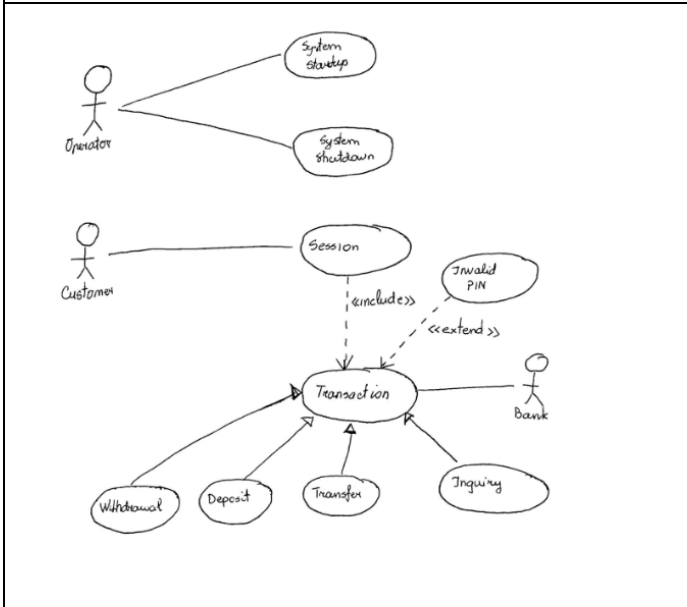 System
Startup
Operator
System
Shutdown
Session
Customer
Invalid
PIN
<<include>>
<<extend>>
Transaction
Bank
Withdrawal
Deposit
Transfer
Inquiry